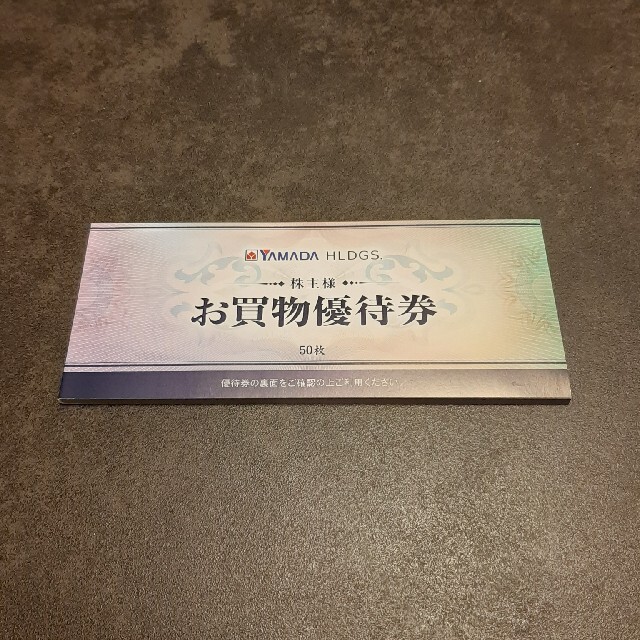 YAMADA HLDGS.
株主様
お買物優待券
50枚
優待券の裏面をご確認の上ご利用ください。